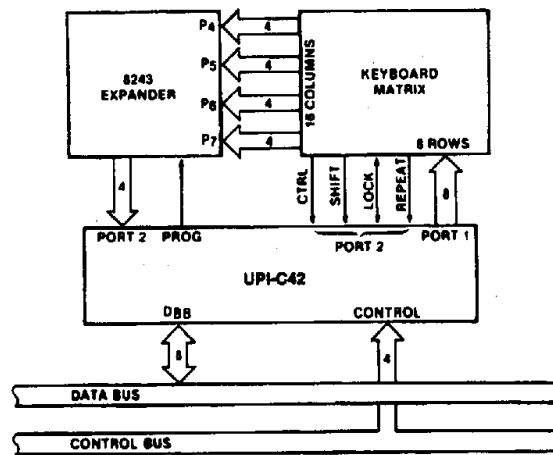 P4
4
8243
EXPANDER
P5
4
P6
4
P7
4
16 COLUMNS
KEYBOARD
MATRIX
8 ROWS
4
CTRL
SHIFT
LOCK
REPEAT
8
PORT 2
PROG
PORT 2
PORT 1
UPI-C42
DBB
CONTROL
8
4
DATA BUS
CONTROL BUS